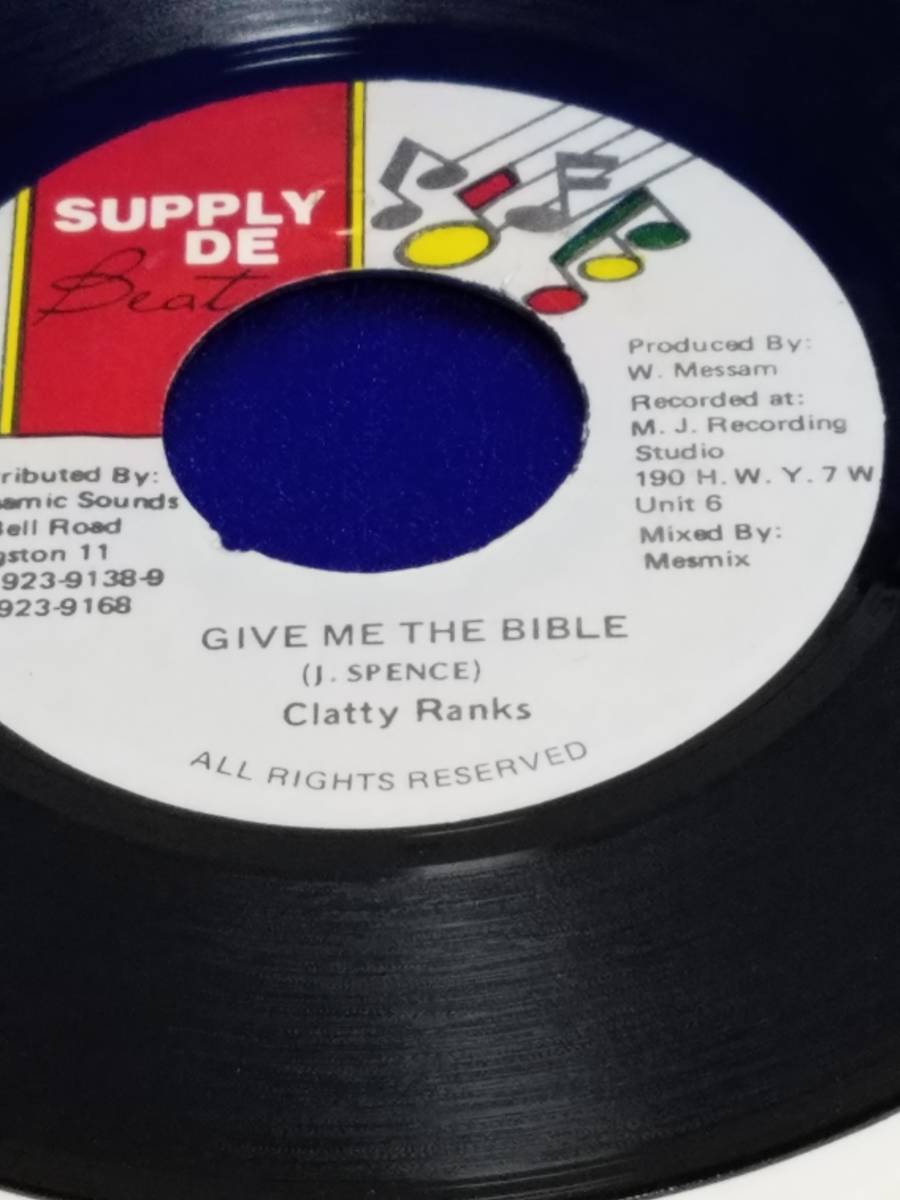 SUPPLY
DE
Beat
Produced By:
W. Messam
Recorded at:
M. J. Recording
Studio
190 H. W. Y. 7 W
Unit 6
Mixed By:
Mesmix
ributed By:
amic Sounds
Bell Road
gston 11
923-9138-9
923-9168
GIVE ME THE BIBLE
(J. SPENCE)
Clatty Ranks
ALL RIGHTS RESERVED